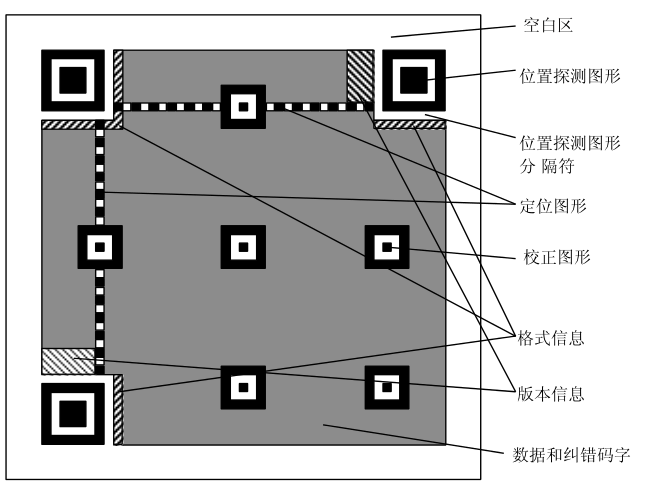 空白区
位置探测图形
位置探测图形
分 隔符
定位图形
校正图形
格式信息
版本信息
数据和纠错码字